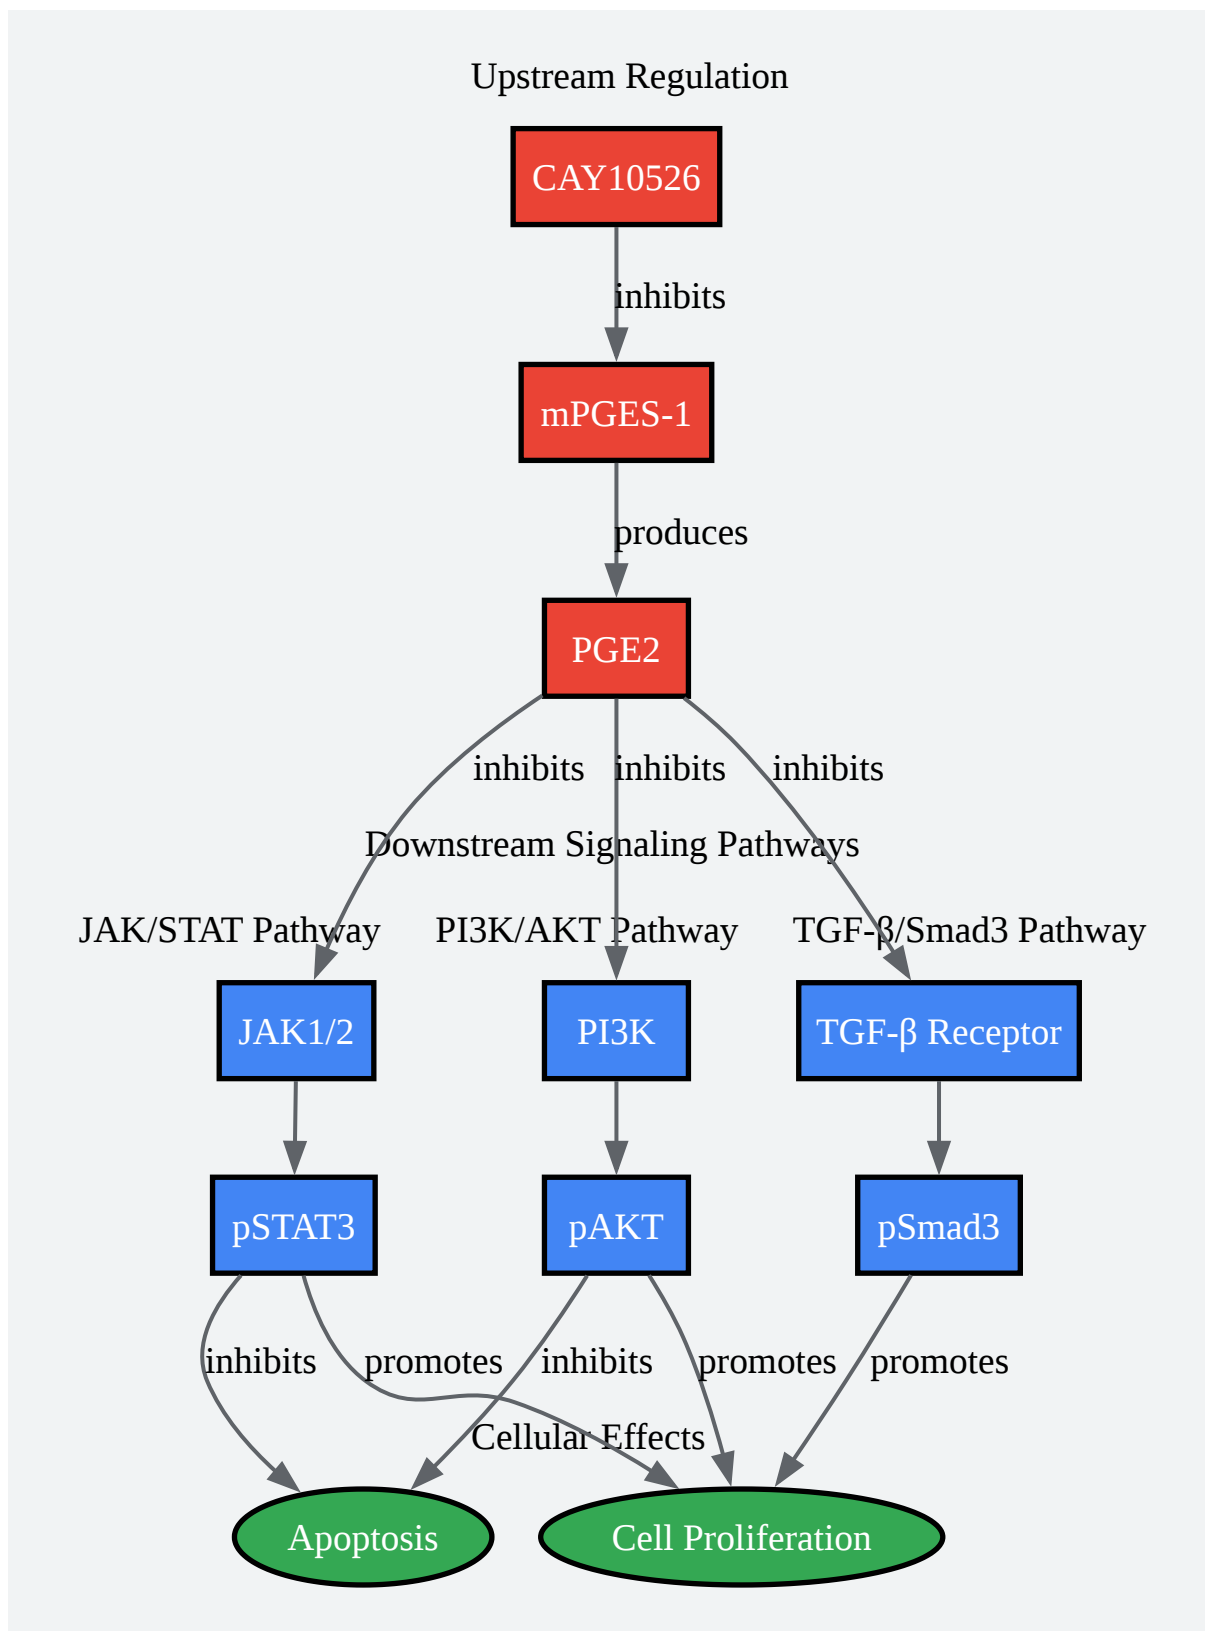 Upstream Regulation
CAY10526
inhibits
mPGES-1
produces
PGE2
inhibits
inhibits
inhibits
Downstream Signaling Pathways
JAK/STAT Pathway
PI3K/AKT Pathway
TGF-β/Smad3 Pathway
JAK1/2
PI3K
TGF-β Receptor
pSTAT3
pAKT
pSmad3
inhibits
promotes
inhibits
promotes
promotes
Cellular Effects
Apoptosis
Cell Proliferation